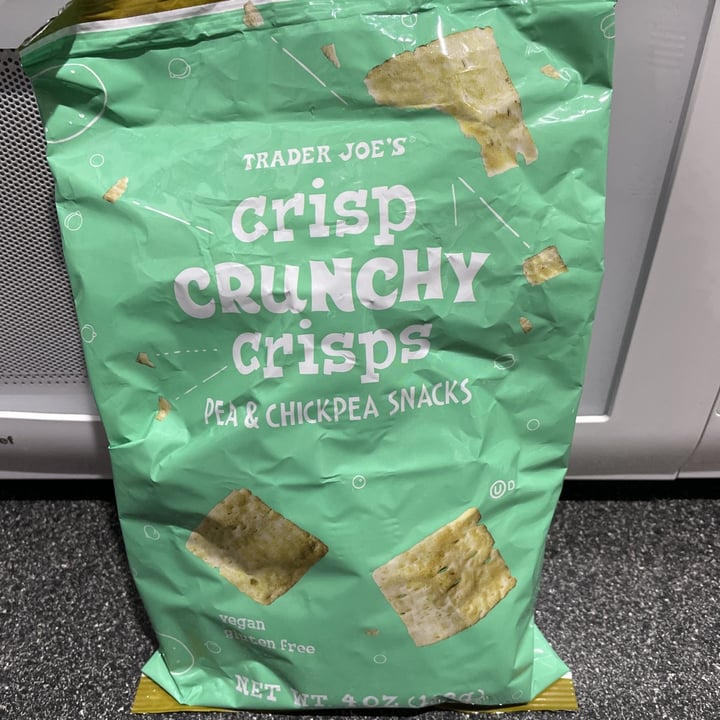 TRADER JOE'S
crisp
CRUNCHY
crisps
PEA & CHICKPEA SNACKS
U D
vegan
gluten free
NET WT 4 OZ